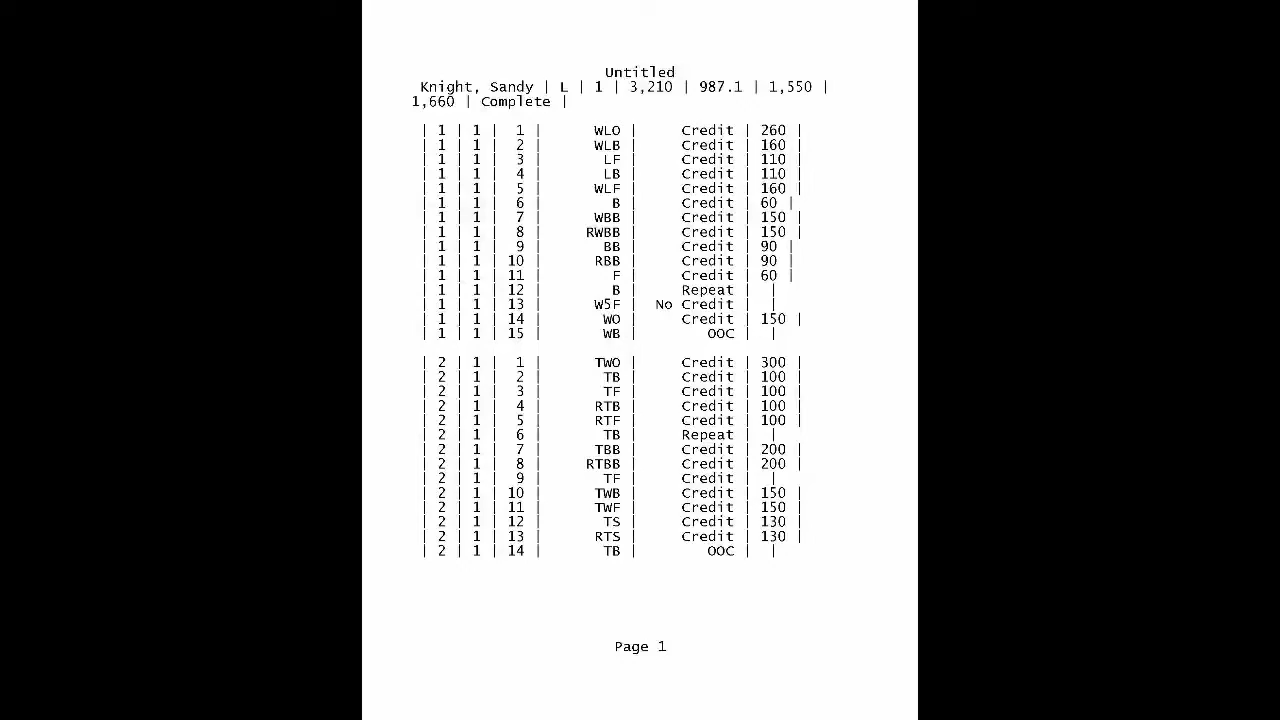 Untitled
Knight, Sandy | L | 1 | 3,210 | 987.1 | 1,550 |
1,660 | Complete |
| 1 | 1 | 1 | WLO | Credit | 260 |
| 1 | 1 | 2 | WLB | Credit | 160 |
| 1 | 1 | 3 | LF | Credit | 110 |
| 1 | 1 | 4 | LB | Credit | 110 |
| 1 | 1 | 5 | WLF | Credit | 160 |
| 1 | 1 | 6 | B | Credit | 60 |
| 1 | 1 | 7 | WBB | Credit | 150 |
| 1 | 1 | 8 | RWBB | Credit | 150 |
| 1 | 1 | 9 | BB | Credit | 90 |
| 1 | 1 | 10 | RBB | Credit | 90 |
| 1 | 1 | 11 | F | Credit | 60 |
| 1 | 1 | 12 | B | Repeat | |
| 1 | 1 | 13 | W5F | No Credit | |
| 1 | 1 | 14 | WO | Credit | 150 |
| 1 | 1 | 15 | WB | OOC | |
| 2 | 1 | 1 | TWO | Credit | 300 |
| 2 | 1 | 2 | TB | Credit | 100 |
| 2 | 1 | 3 | TF | Credit | 100 |
| 2 | 1 | 4 | RTB | Credit | 100 |
| 2 | 1 | 5 | RTF | Credit | 100 |
| 2 | 1 | 6 | TB | Repeat | |
| 2 | 1 | 7 | TBB | Credit | 200 |
| 2 | 1 | 8 | RTBB | Credit | 200 |
| 2 | 1 | 9 | TF | Credit | |
| 2 | 1 | 10 | TWB | Credit | 150 |
| 2 | 1 | 11 | TWF | Credit | 150 |
| 2 | 1 | 12 | TS | Credit | 130 |
| 2 | 1 | 13 | RTS | Credit | 130 |
| 2 | 1 | 14 | TB | OOC | |
Page 1